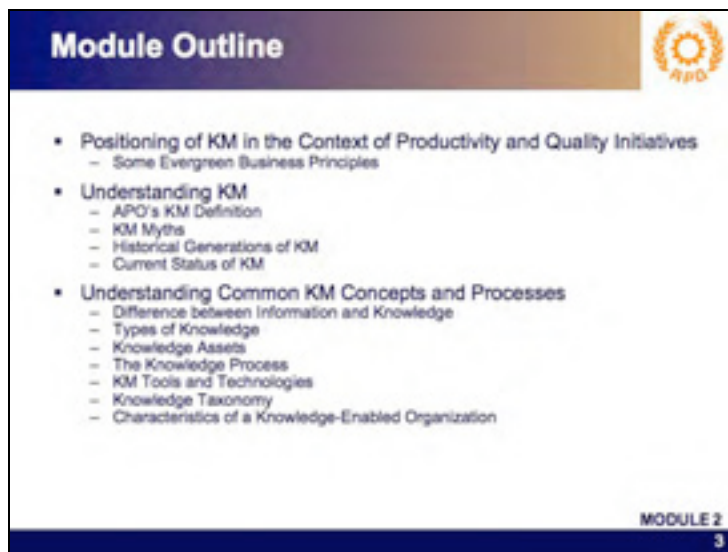 Module Outline
APO
▪ Positioning of KM in the Context of Productivity and Quality Initiatives
– Some Evergreen Business Principles
▪ Understanding KM
– APO's KM Definition
– KM Myths
– Historical Generations of KM
– Current Status of KM
▪ Understanding Common KM Concepts and Processes
– Difference between Information and Knowledge
– Types of Knowledge
– Knowledge Assets
– The Knowledge Process
– KM Tools and Technologies
– Knowledge Taxonomy
– Characteristics of a Knowledge-Enabled Organization
MODULE 2
3